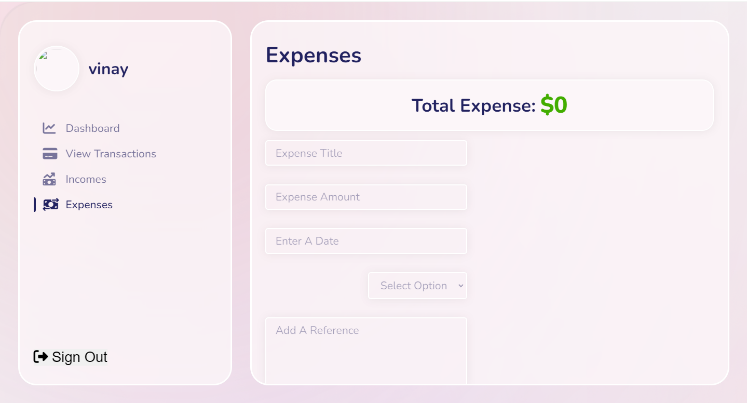 vinay
Dashboard
View Transactions
Incomes
Expenses
Sign Out
Expenses
Total Expense: $0
Expense Title
Expense Amount
Enter A Date
Select Option
Add A Reference